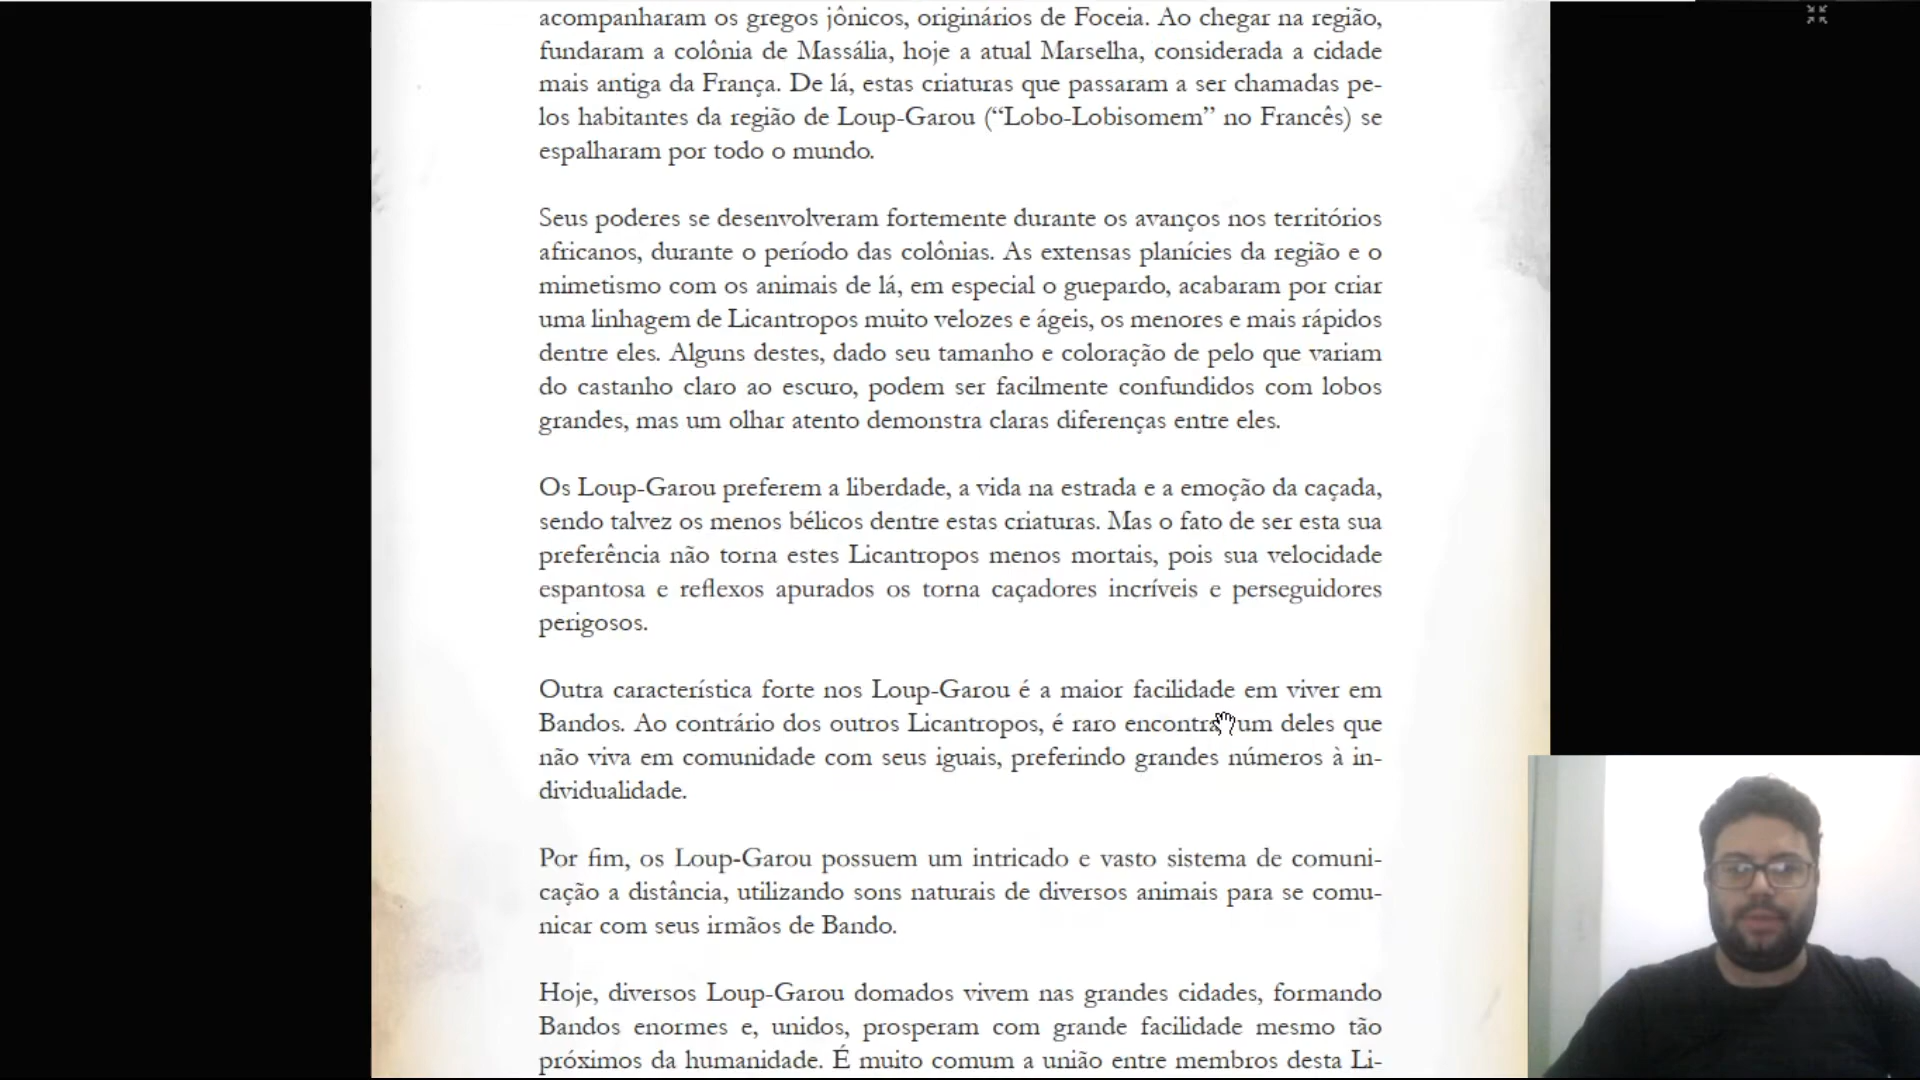 acompanharam os gregos jônicos, originários de Foceia. Ao chegar na região,
fundaram a colônia de Massália, hoje a atual Marselha, considerada a cidade
mais antiga da França. De lá, estas criaturas que passaram a ser chamadas pe-
los habitantes da região de Loup-Garou (“Lobo-Lobisomem” no Francês) se
espalharam por todo o mundo.
Seus poderes se desenvolveram fortemente durante os avanços nos territórios
africanos, durante o período das colônias. As extensas planícies da região e o
mimetismo com os animais de lá, em especial o guepardo, acabaram por criar
uma linhagem de Licantropos muito velozes e ágeis, os menores e mais rápidos
dentre eles. Alguns destes, dado seu tamanho e coloração de pelo que variam
do castanho claro ao escuro, podem ser facilmente confundidos com lobos
grandes, mas um olhar atento demonstra claras diferenças entre eles.
Os Loup-Garou preferem a liberdade, a vida na estrada e a emoção da caçada,
sendo talvez os menos bélicos dentre estas criaturas. Mas o fato de ser esta sua
preferência não torna estes Licantropos menos mortais, pois sua velocidade
espantosa e reflexos apurados os torna caçadores incríveis e perseguidores
perigosos.
Outra característica forte nos Loup-Garou é a maior facilidade em viver em
Bandos. Ao contrário dos outros Licantropos, é raro encontrar um deles que
não viva em comunidade com seus iguais, preferindo grandes números à in-
dividualidade.
Por fim, os Loup-Garou possuem um intricado e vasto sistema de comuni-
cação a distância, utilizando sons naturais de diversos animais para se comu-
nicar com seus irmãos de Bando.
Hoje, diversos Loup-Garou domados vivem nas grandes cidades, formando
Bandos enormes e, unidos, prosperam com grande facilidade mesmo tão
próximos da humanidade. É muito comum a união entre membros desta Li-